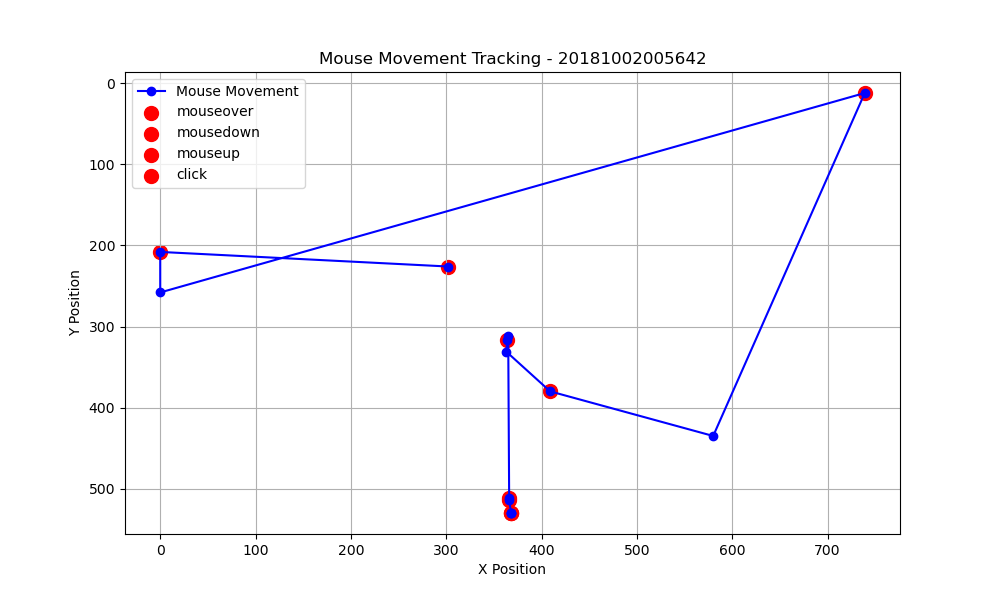 Mouse Movement Tracking - 20181002005642
Mouse Movement
mouseover
mousedown
mouseup
click
0
100
200
300
400
500
Y Position
0 100 200 300 400 500 600 700
X Position